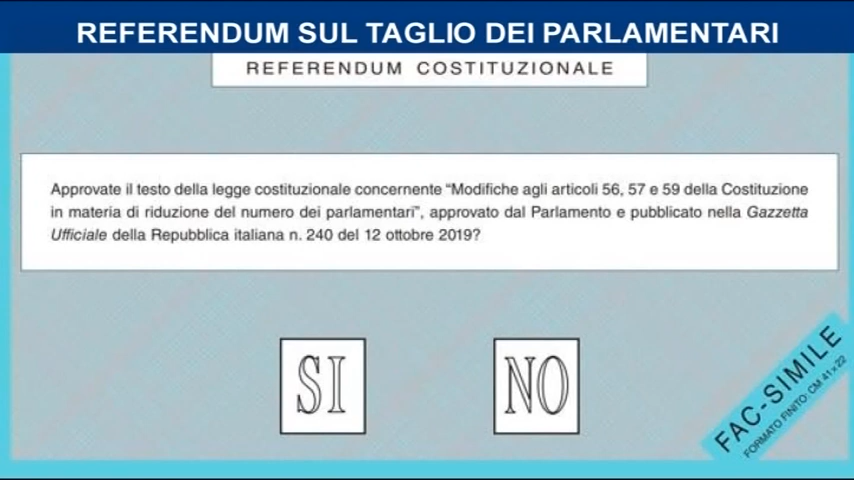 REFERENDUM SUL TAGLIO DEI PARLAMENTARI
REFERENDUM COSTITUZIONALE
Approvate il testo della legge costituzionale concernente “Modifiche agli articoli 56, 57 e 59 della Costituzione
in materia di riduzione del numero dei parlamentari”, approvato dal Parlamento e pubblicato nella Gazzetta
Ufficiale della Repubblica italiana n. 240 del 12 ottobre 2019?
SI
NO
FAC-SIMILE
FORMATO FINITO: CM 41×22